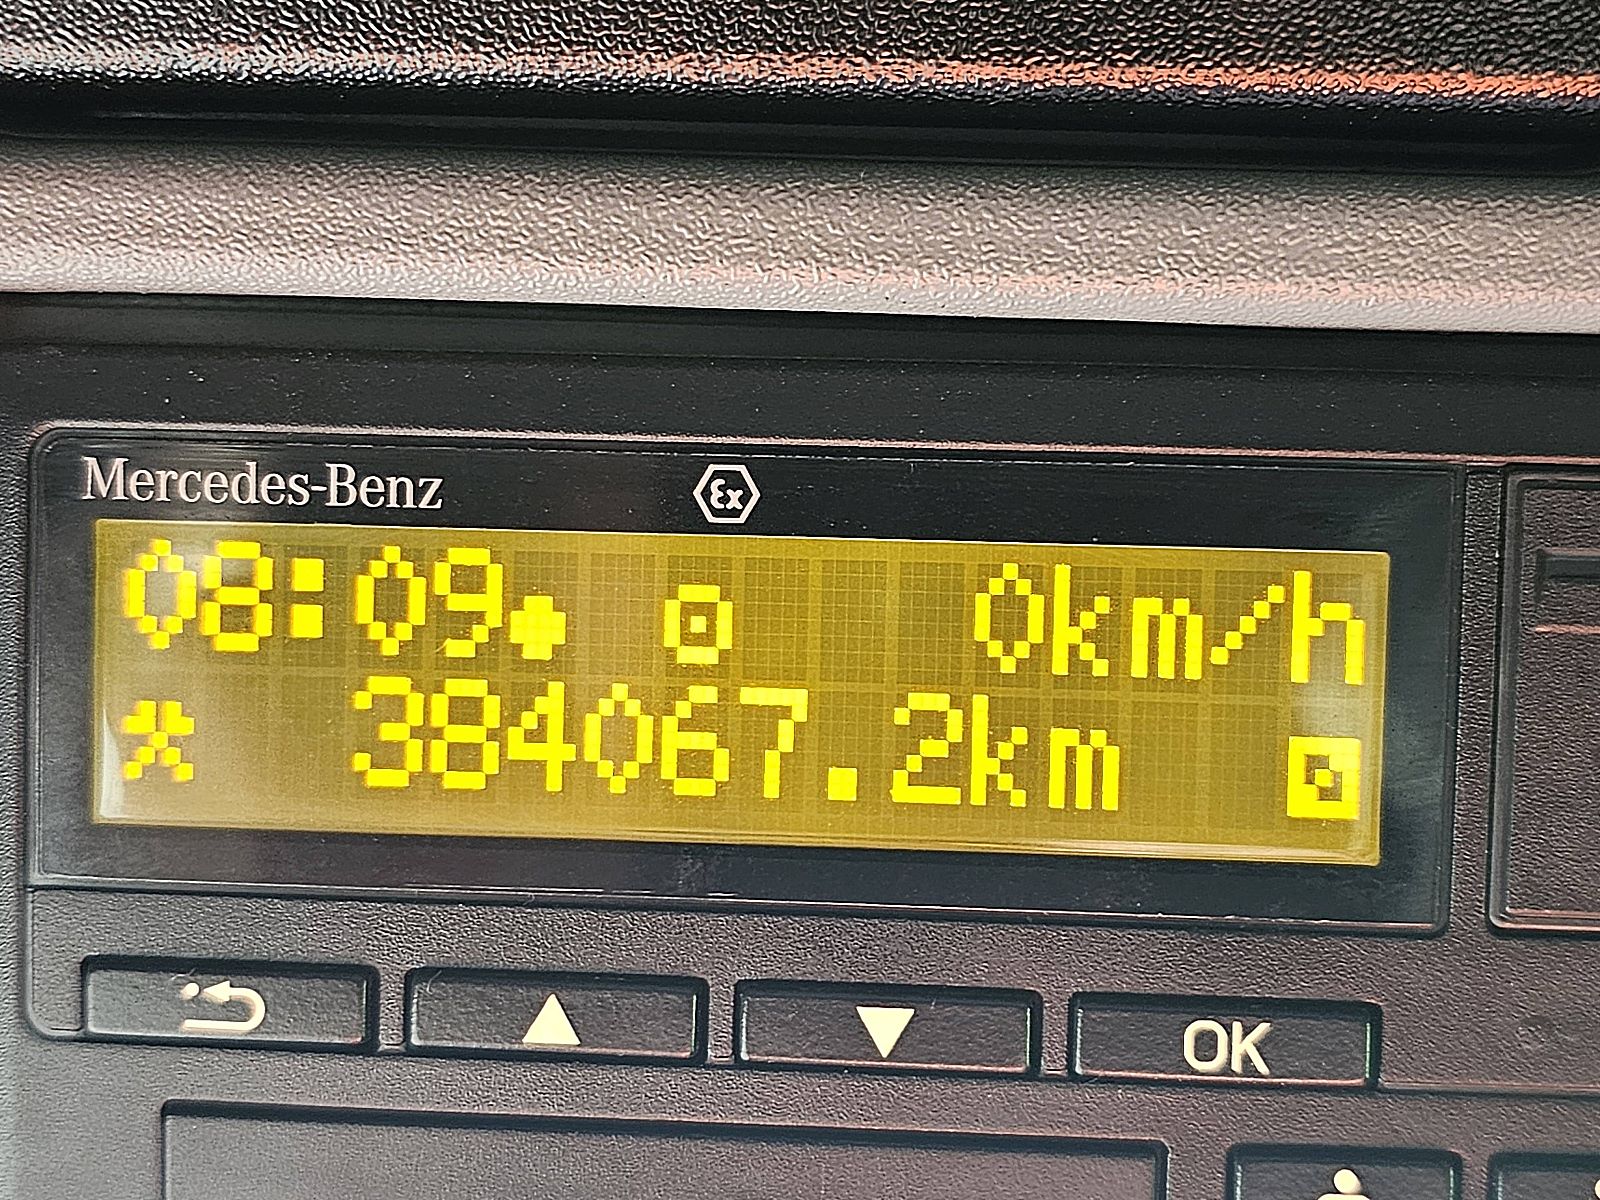 Mercedes-Benz
Ex
08:09 0km/h
384067.2km
OK